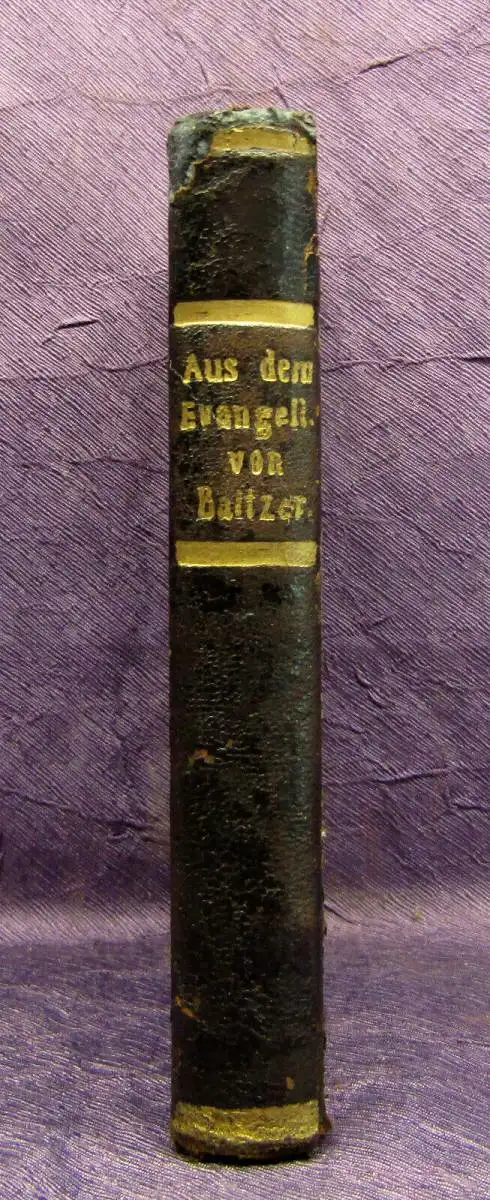 Aus dem
Evangeli.
von
Baltzer.